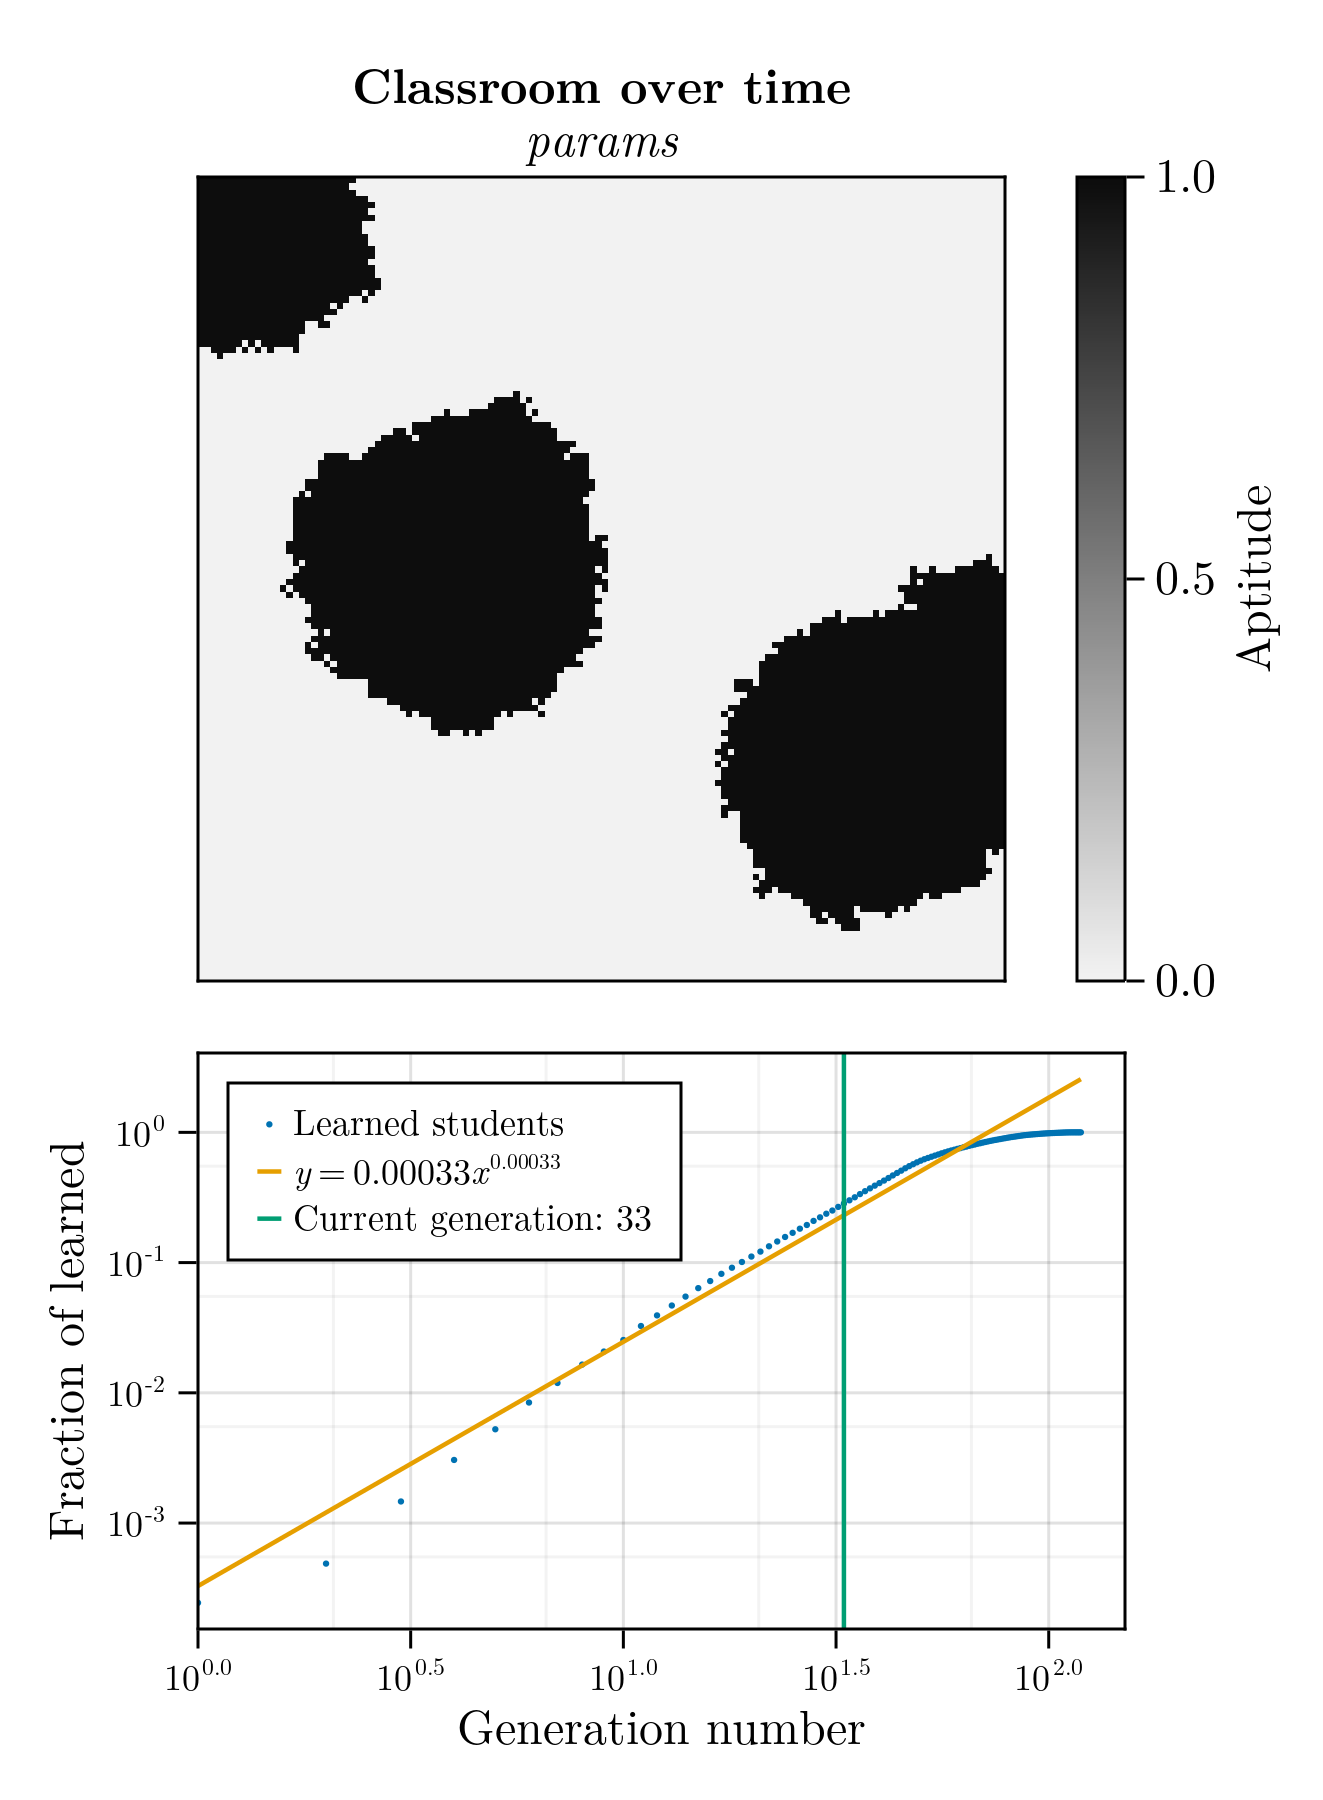 Classroom over time
params
1.0
0.5
0.0
Aptitude
Learned students
y = 0.00033x^0.00033
Current generation: 33
10^0
10^-1
10^-2
10^-3
Fraction of learned
10^0.0 10^0.5 10^1.0 10^1.5 10^2.0
Generation number